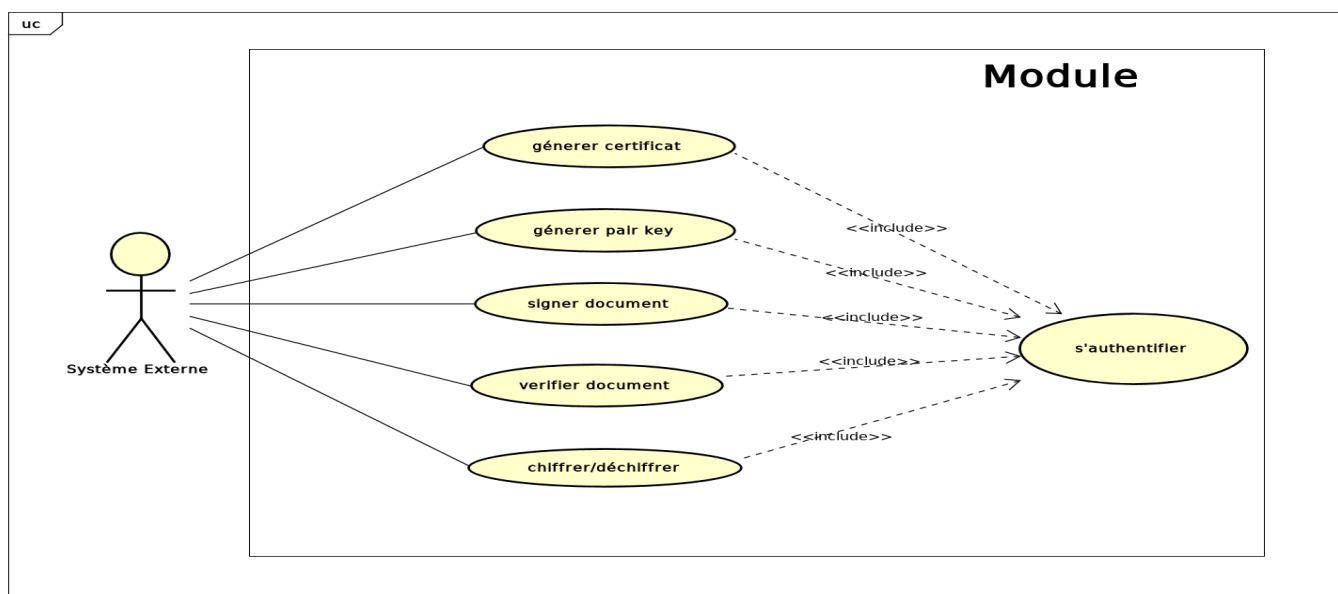 uc
Module
génerer certificat
<<include>>
génerer pair key
<<include>>
signer document
<<include>>
s'authentifier
verifier document
<<include>>
Système Externe
chiffrer/déchiffrer
<<include>>